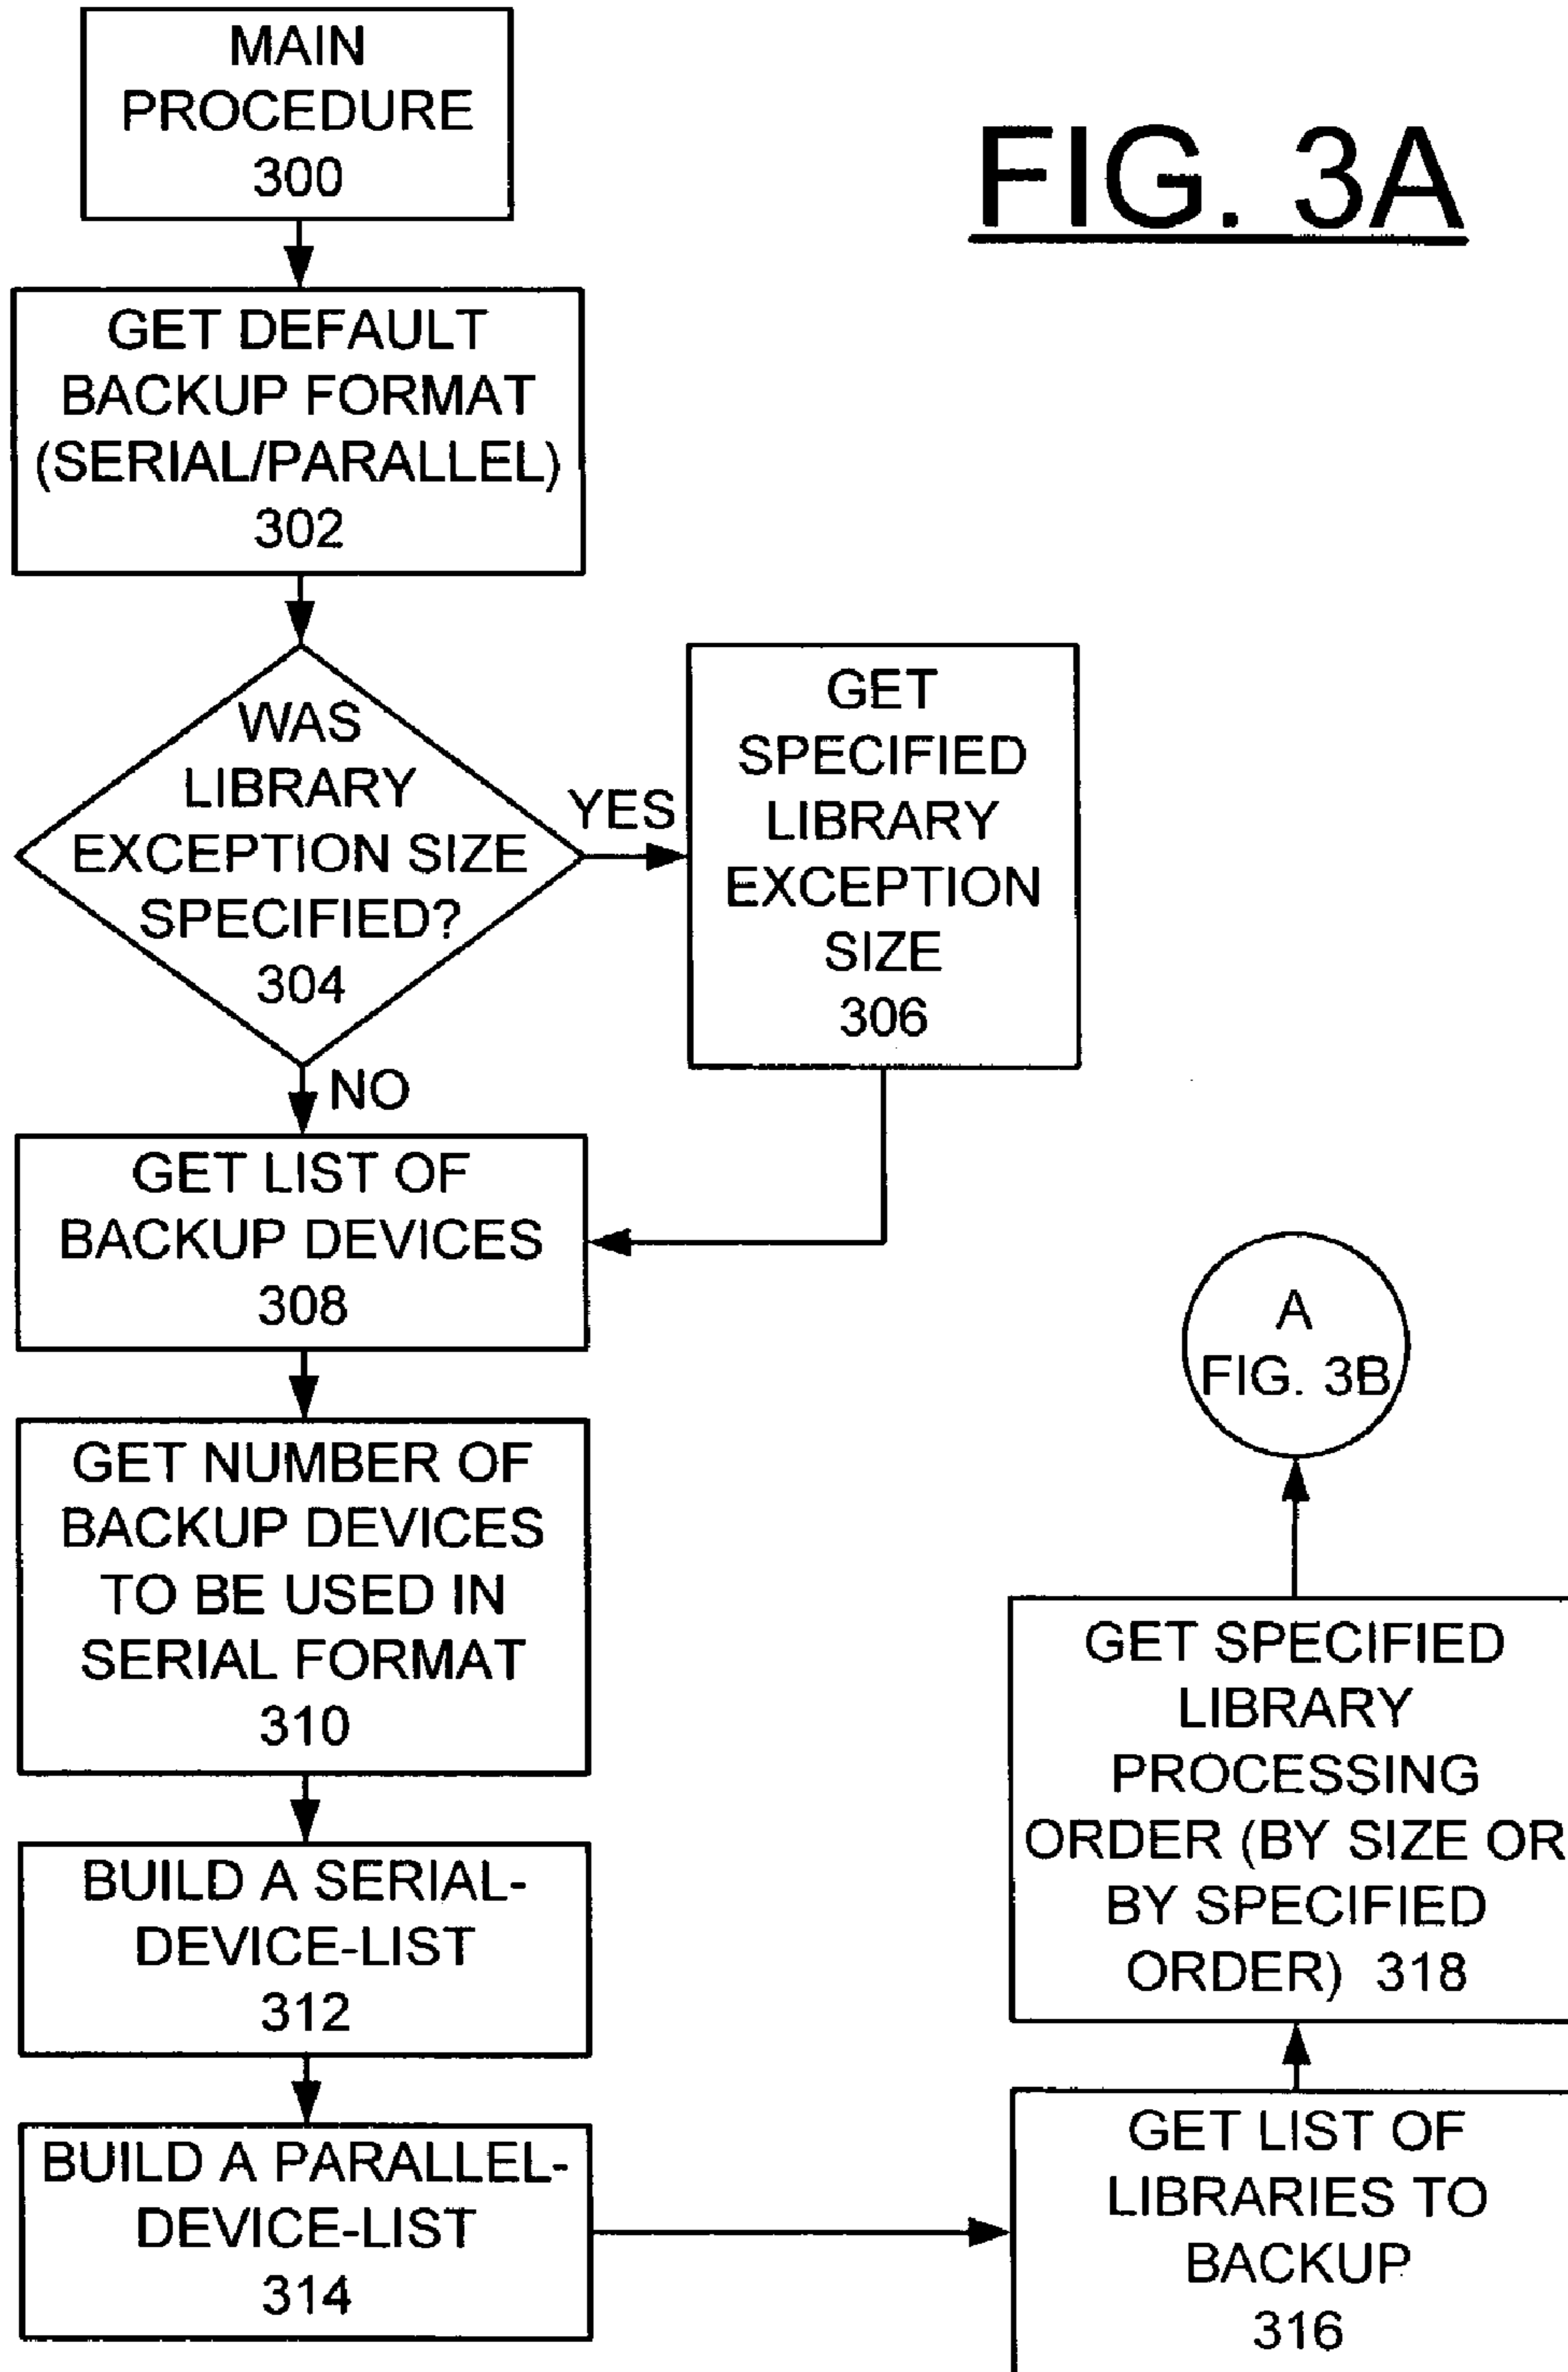 FIG. 3A
MAIN
PROCEDURE
300
GET DEFAULT
BACKUP FORMAT
(SERIAL/PARALLEL)
302
WAS
LIBRARY
EXCEPTION SIZE
SPECIFIED?
304
YES
GET
SPECIFIED
LIBRARY
EXCEPTION
SIZE
306
NO
GET LIST OF
BACKUP DEVICES
308
GET NUMBER OF
BACKUP DEVICES
TO BE USED IN
SERIAL FORMAT
310
BUILD A SERIAL-
DEVICE-LIST
312
BUILD A PARALLEL-
DEVICE-LIST
314
GET LIST OF
LIBRARIES TO
BACKUP
316
GET SPECIFIED
LIBRARY
PROCESSING
ORDER (BY SIZE OR
BY SPECIFIED
ORDER) 318
A
FIG. 3B